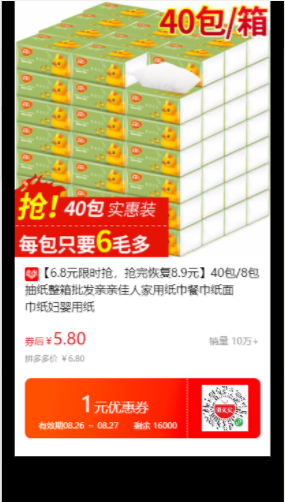 40包/箱
抢! 40包 实惠装
每包只要6毛多
【6.8元限时抢，抢完恢复8.9元】40包/8包
抽纸整箱批发亲亲佳人家用纸巾餐巾纸面
巾纸妇婴用纸
券后 ¥5.80 销量 10万+
拼多多价 ¥6.80
1元优惠券
有效期08.26 ~ 08.27 剩余 16000